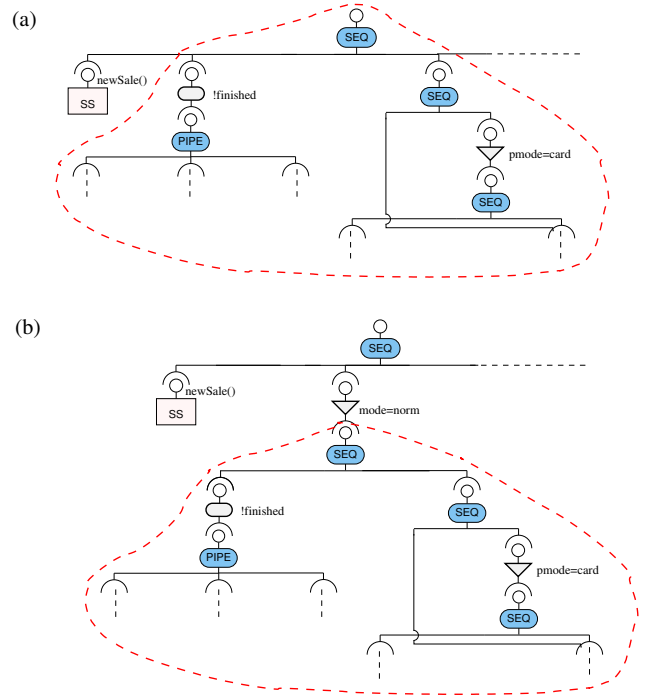 (a)
SEQ
newSale()
SS
!finished
SEQ
PIPE
pmode=card
SEQ
(b)
SEQ
newSale()
SS
mode=norm
SEQ
!finished
SEQ
PIPE
pmode=card
SEQ